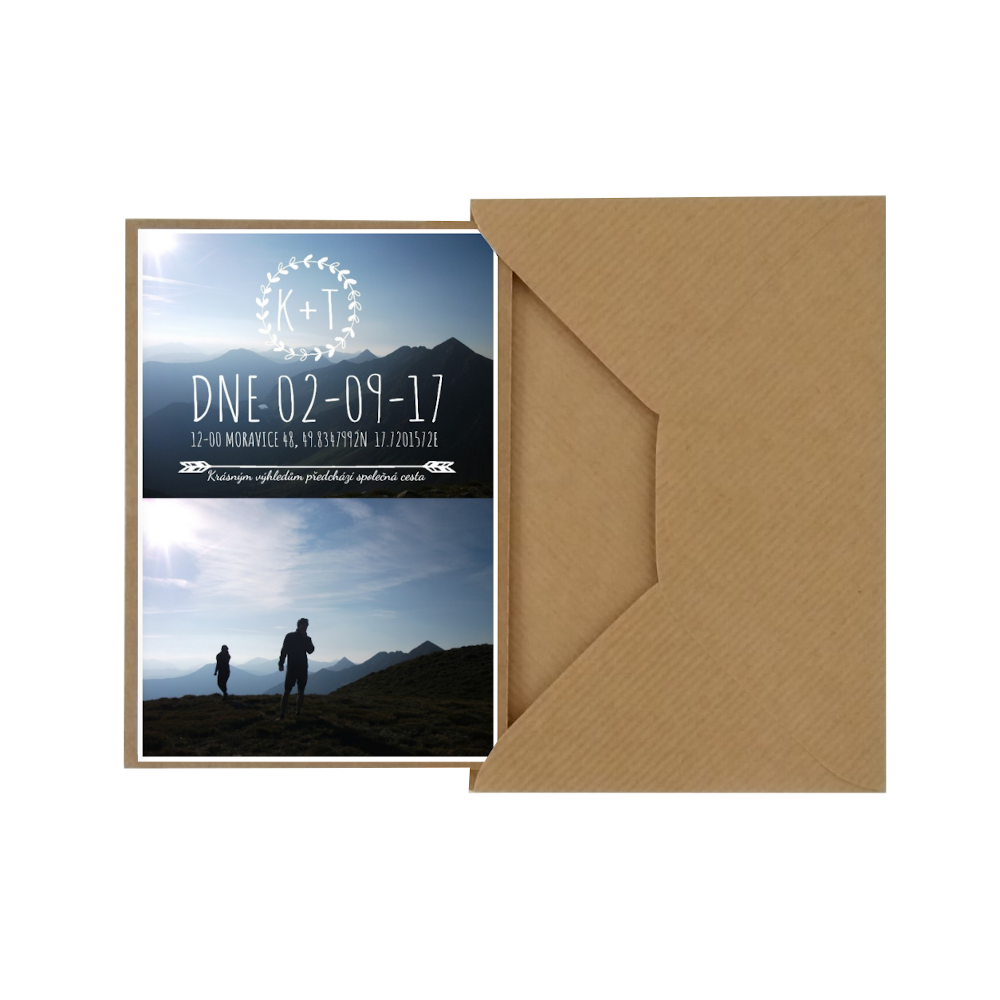 K + T
DNE 02-09-17
12-00 MORAVICE 48, 49.8347992N 17.7201572E
Krásným výhledům předchází společná cesta